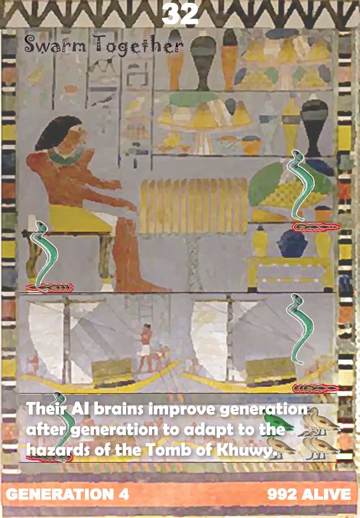 32
Swarm Together
Their AI brains improve generation
after generation to adapt to the
hazards of the Tomb of Khuwy.
GENERATION 4
992 ALIVE